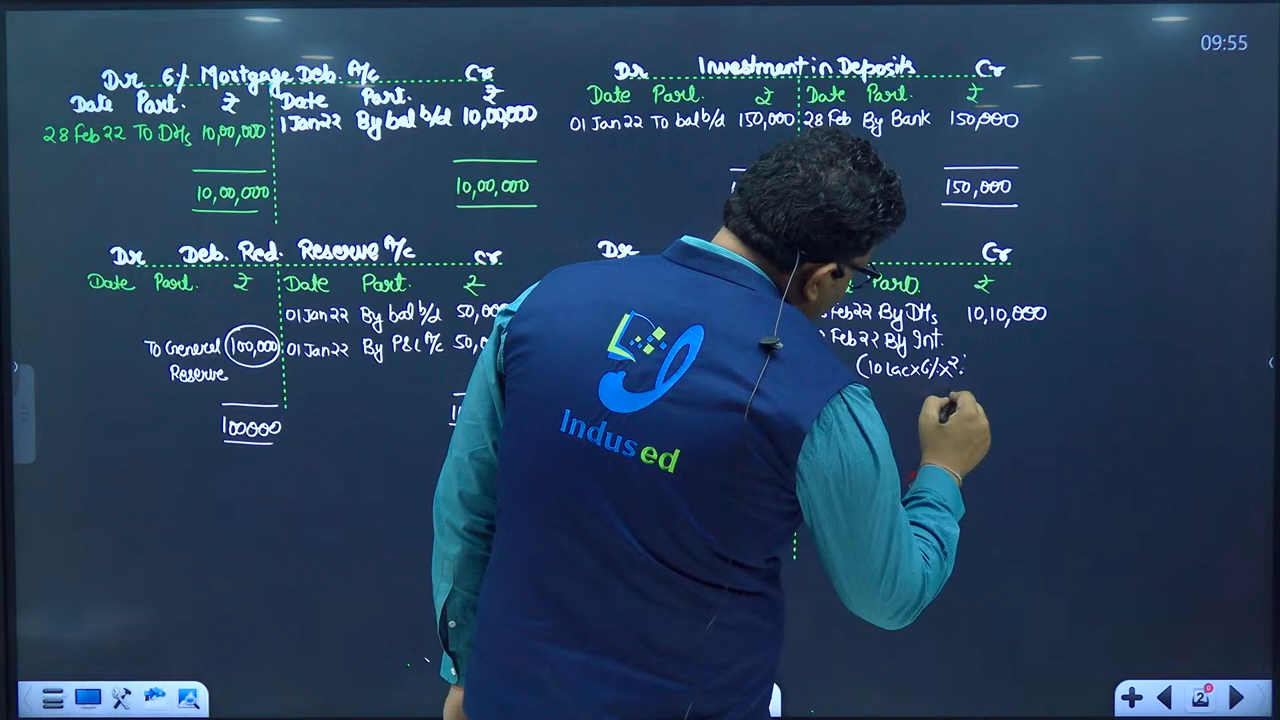 09:55
Dr 6% Mortgage Deb. A/c Cr
Date Part. ₹ Date Part. ₹
28 Feb 22 To DHs 10,00,000 1 Jan 22 By bal b/d 10,00,000
10,00,000 10,00,000
Dr Investment in Deposits Cr
Date Part. ₹ Date Part. ₹
01 Jan 22 To bal b/d 150,000 28 Feb By Bank 150,000
150,000
Dr Deb. Red. Reserve A/c Cr
Date Part. ₹ Date Part. ₹
01 Jan 22 By bal b/d
To General Reserve 100,000 01 Jan 22 By P&L A/c
100000
Dr Cr
Part. ₹
Feb 22 By DHs 10,10,000
Feb 22 By Int.
(10 lac x 6% x 2
Indus ed
2
0